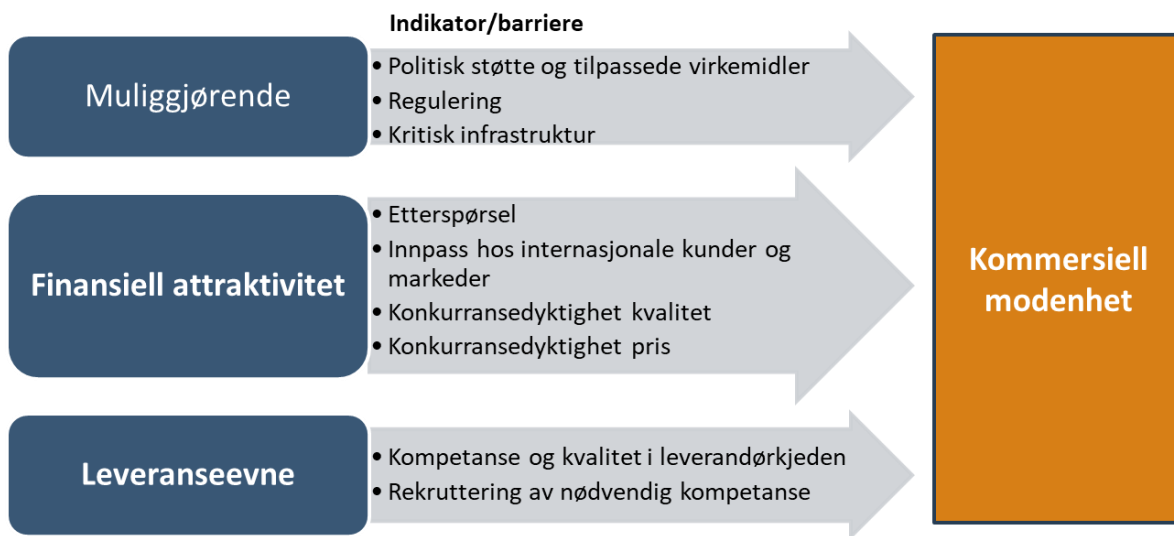 Indikator/barriere
Muliggjørende
• Politisk støtte og tilpassede virkemidler
• Regulering
• Kritisk infrastruktur
Finansiell attraktivitet
• Etterspørsel
• Innpass hos internasjonale kunder og
markeder
• Konkurransedyktighet kvalitet
• Konkurransedyktighet pris
Leveranseevne
• Kompetanse og kvalitet i leverandørkjeden
• Rekruttering av nødvendig kompetanse
Kommersiell
modenhet